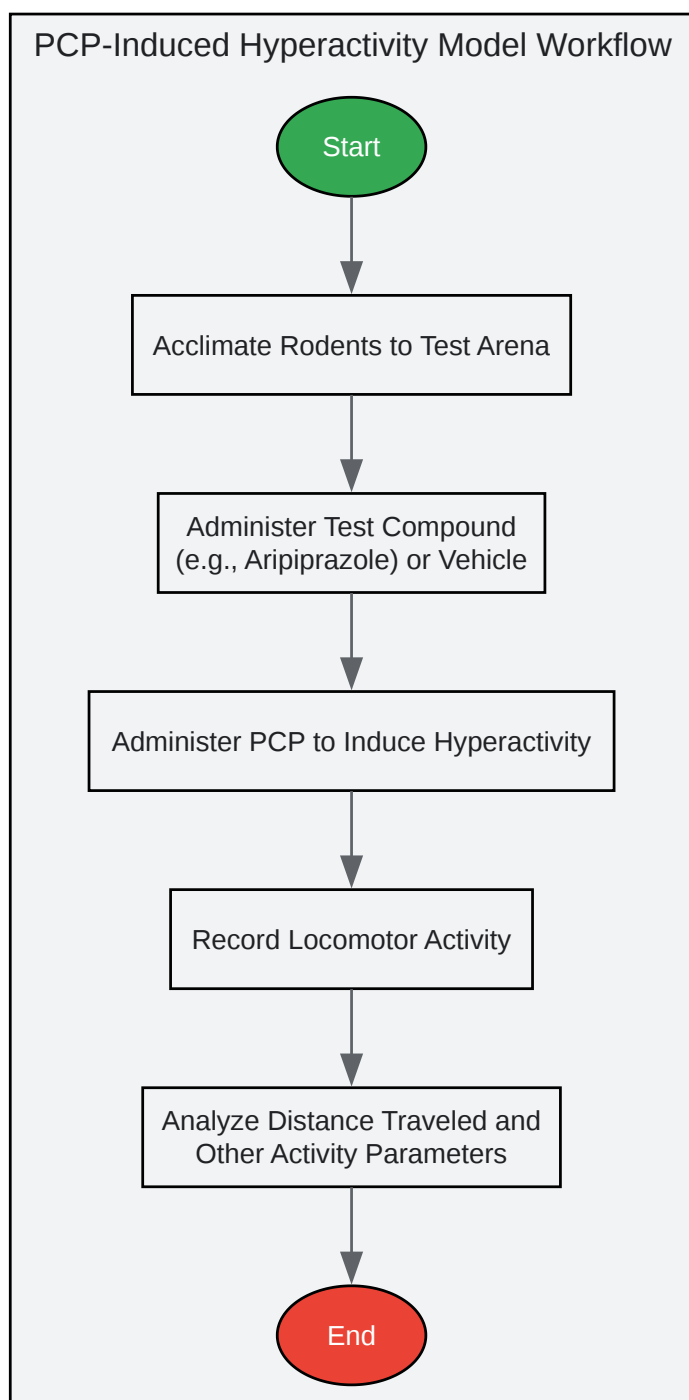 PCP-Induced Hyperactivity Model Workflow
Start
Acclimate Rodents to Test Arena
Administer Test Compound
(e.g., Aripiprazole) or Vehicle
Administer PCP to Induce Hyperactivity
Record Locomotor Activity
Analyze Distance Traveled and
Other Activity Parameters
End